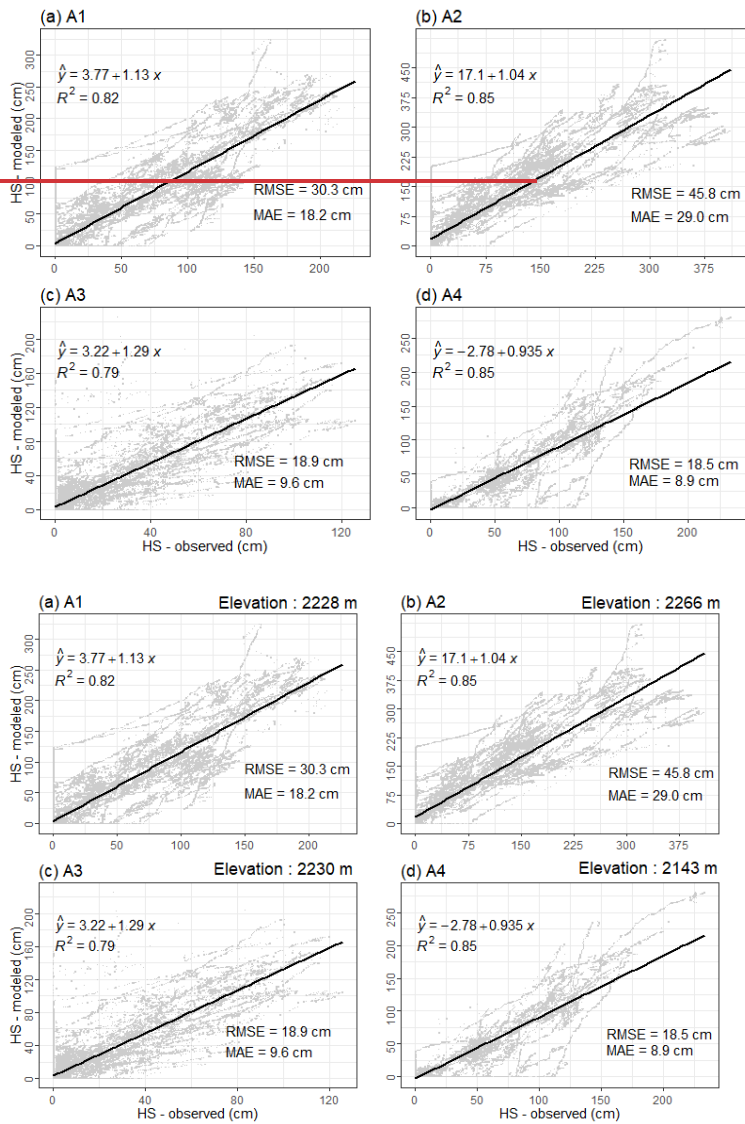 (a) A1
(b) A2
ŷ = 3.77 + 1.13 x
R² = 0.82
RMSE = 30.3 cm
MAE = 18.2 cm
HS - modeled (cm)
0 50 100 150 200 250 300
0 50 100 150 200
ŷ = 17.1 + 1.04 x
R² = 0.85
RMSE = 45.8 cm
MAE = 29.0 cm
0 75 150 225 300 375 450
0 75 150 225 300 375
(c) A3
(d) A4
ŷ = 3.22 + 1.29 x
R² = 0.79
RMSE = 18.9 cm
MAE = 9.6 cm
HS - modeled (cm)
0 40 80 120 160 200
0 40 80 120
HS - observed (cm)
ŷ = −2.78 + 0.935 x
R² = 0.85
RMSE = 18.5 cm
MAE = 8.9 cm
0 50 100 150 200 250
0 50 100 150 200
HS - observed (cm)
(a) A1 Elevation : 2228 m
(b) A2 Elevation : 2266 m
ŷ = 3.77 + 1.13 x
R² = 0.82
RMSE = 30.3 cm
MAE = 18.2 cm
HS - modeled (cm)
0 50 100 150 200 250 300
0 50 100 150 200
ŷ = 17.1 + 1.04 x
R² = 0.85
RMSE = 45.8 cm
MAE = 29.0 cm
0 75 150 225 300 375 450
0 75 150 225 300 375
(c) A3 Elevation : 2230 m
(d) A4 Elevation : 2143 m
ŷ = 3.22 + 1.29 x
R² = 0.79
RMSE = 18.9 cm
MAE = 9.6 cm
HS - modeled (cm)
0 40 80 120 160 200
0 40 80 120
HS - observed (cm)
ŷ = −2.78 + 0.935 x
R² = 0.85
RMSE = 18.5 cm
MAE = 8.9 cm
0 50 100 150 200 250
0 50 100 150 200
HS - observed (cm)